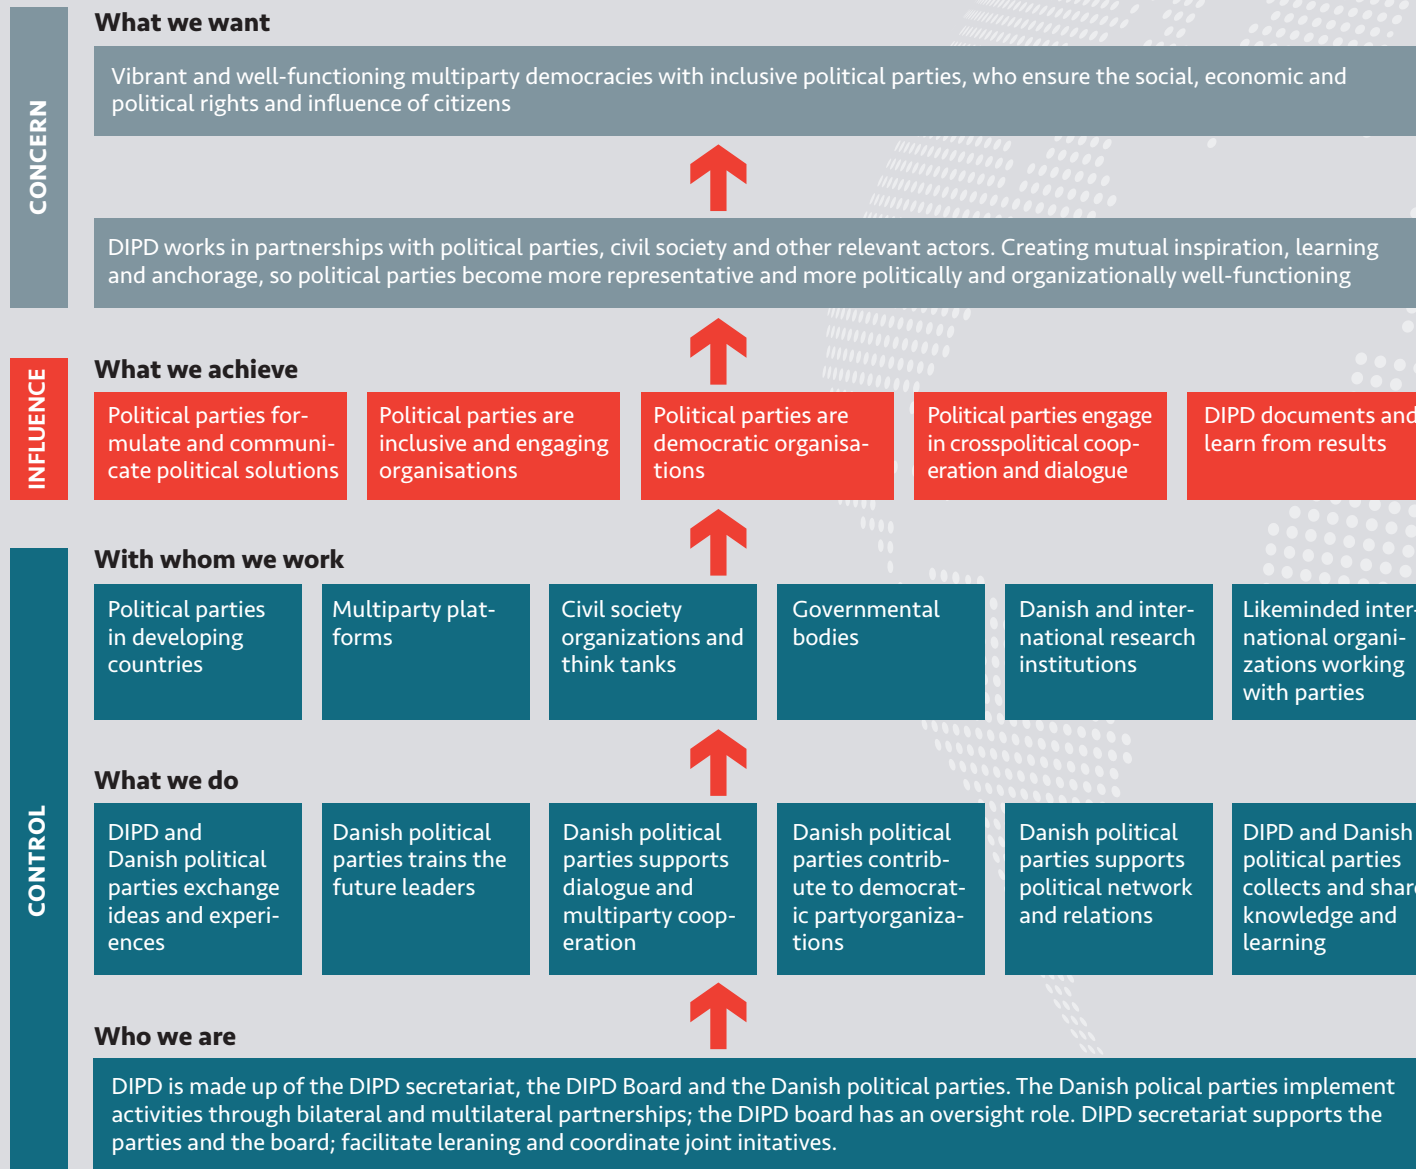 What we want
Vibrant and well-functioning multiparty democracies with inclusive political parties, who ensure the social, economic and
political rights and influence of citizens
CONCERN
DIPD works in partnerships with political parties, civil society and other relevant actors. Creating mutual inspiration, learning
and anchorage, so political parties become more representative and more politically and organizationally well-functioning
INFLUENCE
What we achieve
Political parties for-
mulate and communi-
cate political solutions
Political parties are
inclusive and engaging
organisations
Political parties are
democratic organisa-
tions
Political parties engage
in crosspolitical coop-
eration and dialogue
DIPD documents and
learn from results
CONTROL
With whom we work
Political parties
in developing
countries
Multiparty plat-
forms
Civil society
organizations and
think tanks
Governmental
bodies
Danish and inter-
national research
institutions
Likeminded inter-
national organi-
zations working
with parties
What we do
DIPD and
Danish political
parties exchange
ideas and experi-
ences
Danish political
parties trains the
future leaders
Danish political
parties supports
dialogue and
multiparty coop-
eration
Danish political
parties contrib-
ute to democrat-
ic partyorganiza-
tions
Danish political
parties supports
political network
and relations
DIPD and Danish
political parties
collects and share
knowledge and
learning
Who we are
DIPD is made up of the DIPD secretariat, the DIPD Board and the Danish political parties. The Danish polical parties implement
activities through bilateral and multilateral partnerships; the DIPD board has an oversight role. DIPD secretariat supports the
parties and the board; facilitate leraning and coordinate joint initatives.